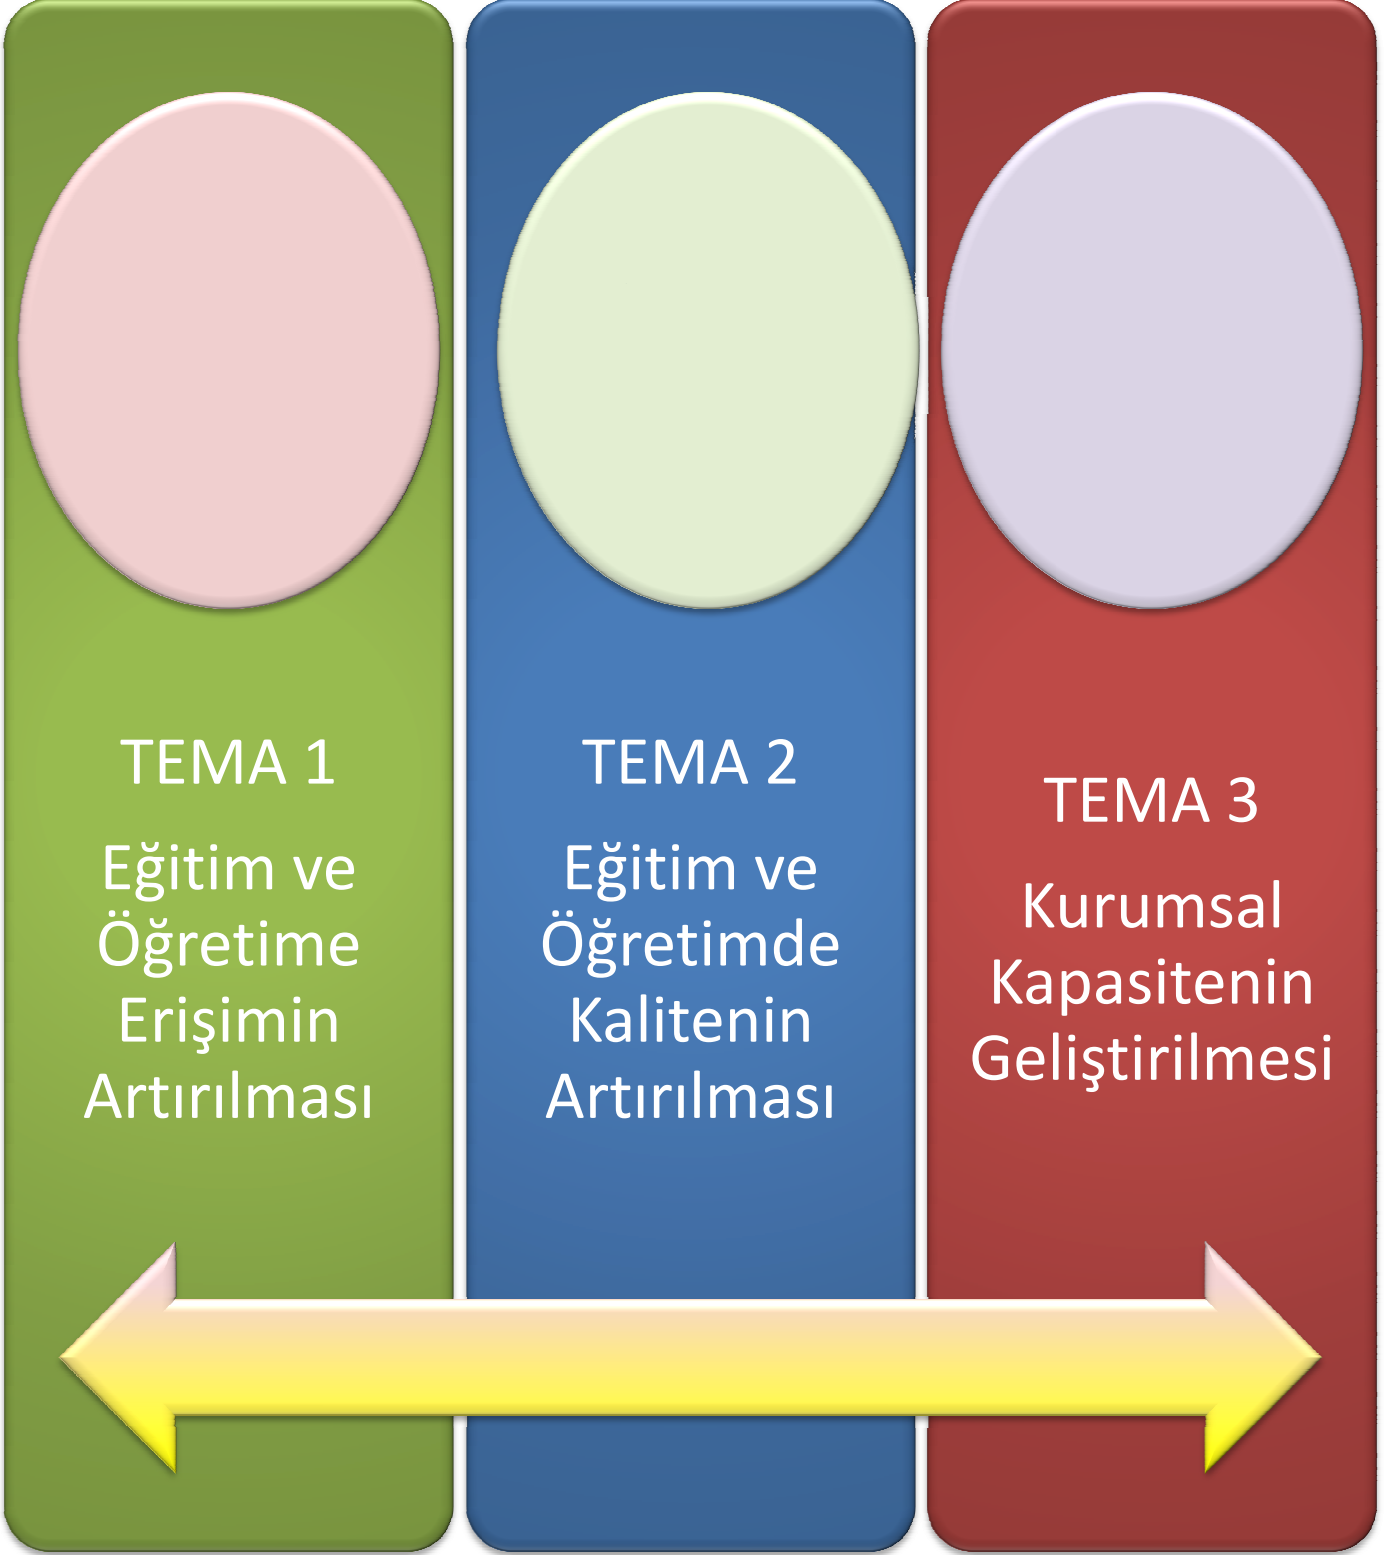 TEMA 1
Eğitim ve
Öğretime
Erişimin
Artırılması
TEMA 2
Eğitim ve
Öğretimde
Kalitenin
Artırılması
TEMA 3
Kurumsal
Kapasitenin
Geliştirilmesi